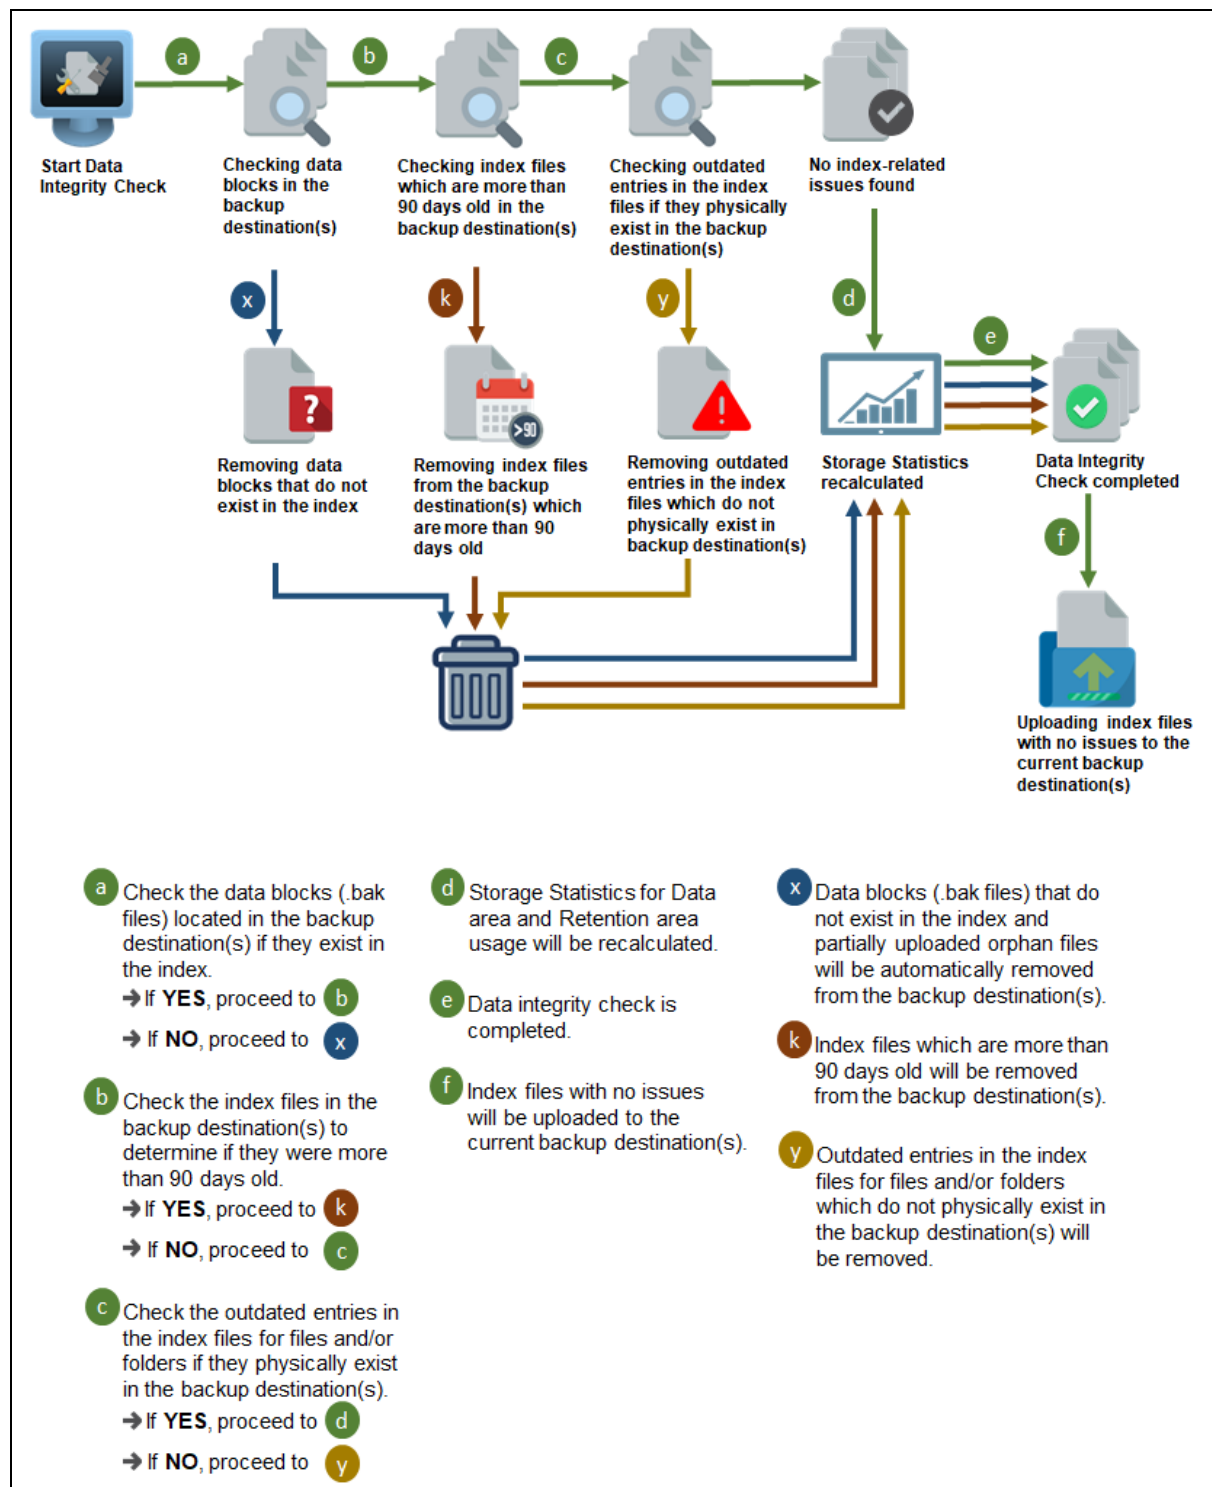 a
b
c
Start Data
Integrity Check
Checking data
blocks in the
backup
destination(s)
Checking index files
which are more than
90 days old in the
backup destination(s)
Checking outdated
entries in the index
files if they physically
exist in the backup
destination(s)
No index-related
issues found
x
k
y
d
e
?
>90
!
Removing data
blocks that do not
exist in the index
Removing index files
from the backup
destination(s) which
are more than 90
days old
Removing outdated
entries in the index
files which do not
physically exist in
backup destination(s)
Storage Statistics
recalculated
Data Integrity
Check completed
f
Uploading index files
with no issues to the
current backup
destination(s)
a Check the data blocks (.bak
files) located in the backup
destination(s) if they exist in
the index.
➔ If YES, proceed to b
➔ If NO, proceed to x
b Check the index files in the
backup destination(s) to
determine if they were more
than 90 days old.
➔ If YES, proceed to k
➔ If NO, proceed to c
c Check the outdated entries in
the index files for files and/or
folders if they physically exist
in the backup destination(s).
➔ If YES, proceed to d
➔ If NO, proceed to y
d Storage Statistics for Data
area and Retention area
usage will be recalculated.
e Data integrity check is
completed.
f Index files with no issues
will be uploaded to the
current backup destination(s).
x Data blocks (.bak files) that do
not exist in the index and
partially uploaded orphan files
will be automatically removed
from the backup destination(s).
k Index files which are more than
90 days old will be removed
from the backup destination(s).
y Outdated entries in the index
files for files and/or folders
which do not physically exist in
the backup destination(s) will
be removed.